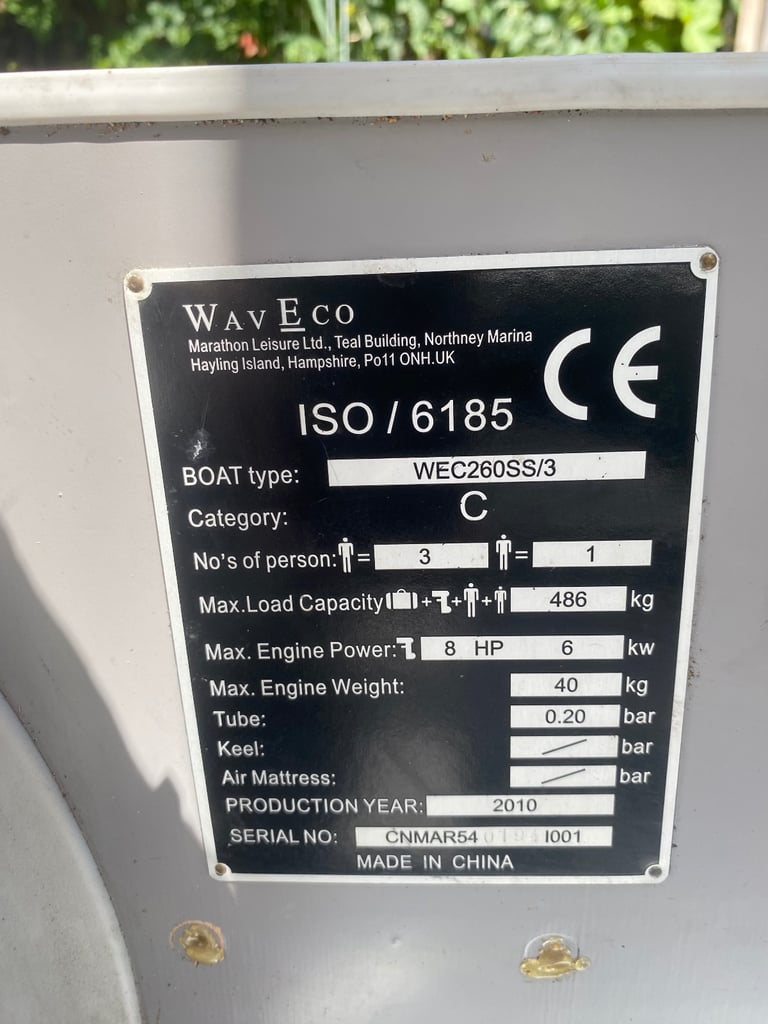 WAVECO
Marathon Leisure Ltd., Teal Building, Northney Marina
Hayling Island, Hampshire, Po11 ONH.UK
CE
ISO / 6185
BOAT type: WEC260SS/3
Category: C
No's of person: = 3 = 1
Max.Load Capacity + + + 486 kg
Max. Engine Power: 8 HP 6 kw
Max. Engine Weight: 40 kg
Tube: 0.20 bar
Keel: / bar
Air Mattress: / bar
PRODUCTION YEAR: 2010
SERIAL NO: CNMAR54 I001
MADE IN CHINA